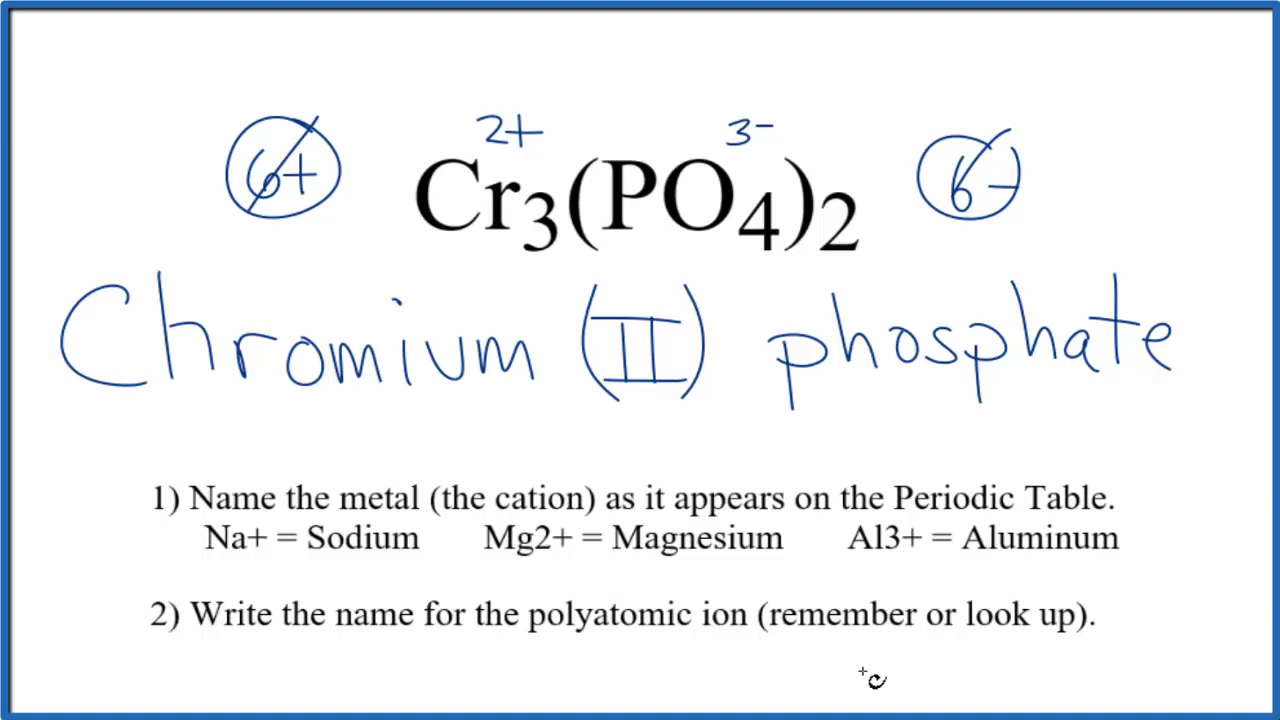 2+ 3-
6+ Cr₃(PO₄)₂ 6-
Chromium (II) phosphate
1) Name the metal (the cation) as it appears on the Periodic Table.
Na+ = Sodium Mg2+ = Magnesium Al3+ = Aluminum
2) Write the name for the polyatomic ion (remember or look up).